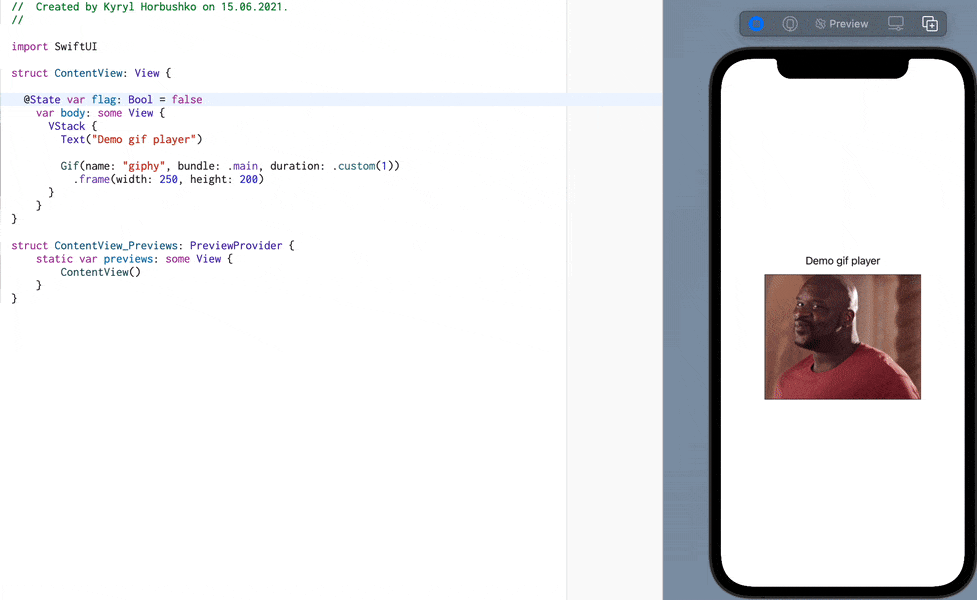 //  Created by Kyryl Horbushko on 15.06.2021.
//
import SwiftUI
struct ContentView: View {
@State var flag: Bool = false
var body: some View {
VStack {
Text("Demo gif player")
Gif(name: "giphy", bundle: .main, duration: .custom(1))
.frame(width: 250, height: 200)
}
}
}
struct ContentView_Previews: PreviewProvider {
static var previews: some View {
ContentView()
}
}
Preview
Demo gif player